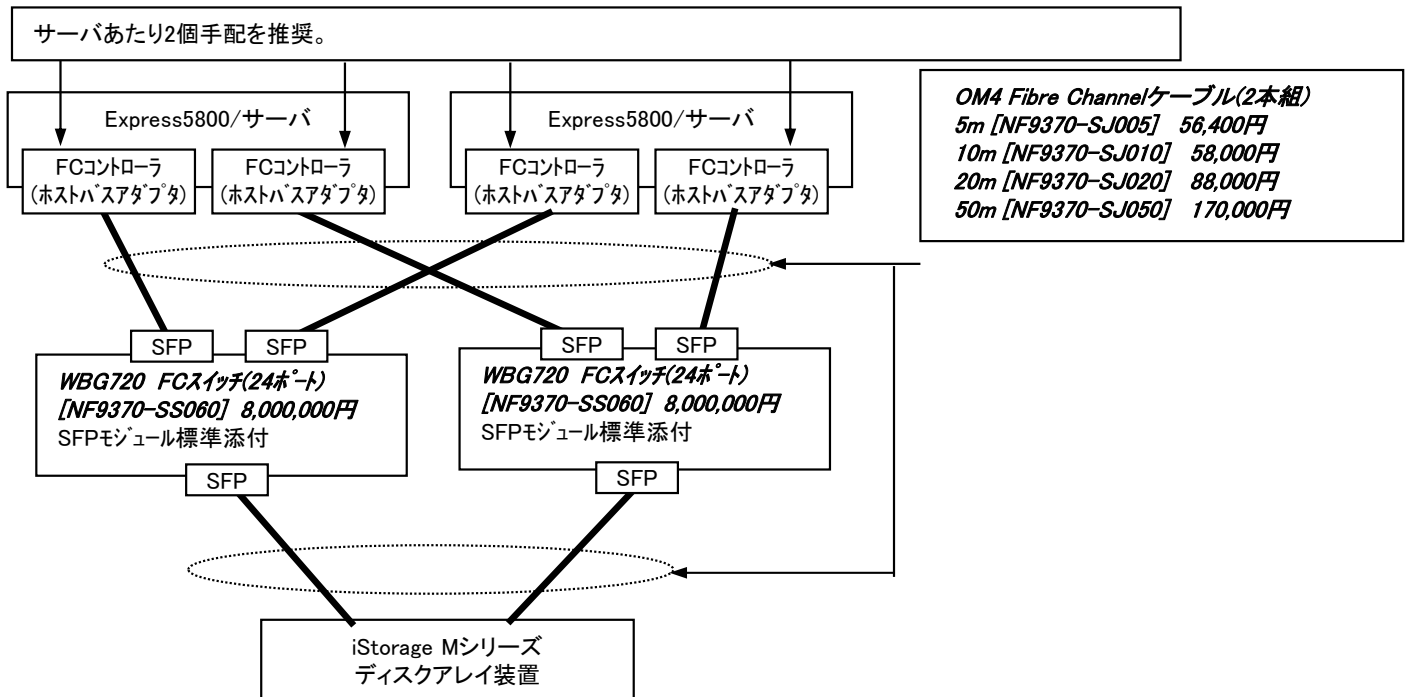 サーバあたり2個手配を推奨。
Express5800/サーバ
Express5800/サーバ
FCコントローラ
(ホストバスアダプタ)
FCコントローラ
(ホストバスアダプタ)
FCコントローラ
(ホストバスアダプタ)
FCコントローラ
(ホストバスアダプタ)
OM4 Fibre Channelケーブル(2本組)
5m [NF9370-SJ005] 56,400円
10m [NF9370-SJ010] 58,000円
20m [NF9370-SJ020] 88,000円
50m [NF9370-SJ050] 170,000円
SFP
SFP
SFP
SFP
WBG720 FCスイッチ(24ポート)
[NF9370-SS060] 8,000,000円
SFPモジュール標準添付
WBG720 FCスイッチ(24ポート)
[NF9370-SS060] 8,000,000円
SFPモジュール標準添付
SFP
SFP
iStorage Mシリーズ
ディスクアレイ装置